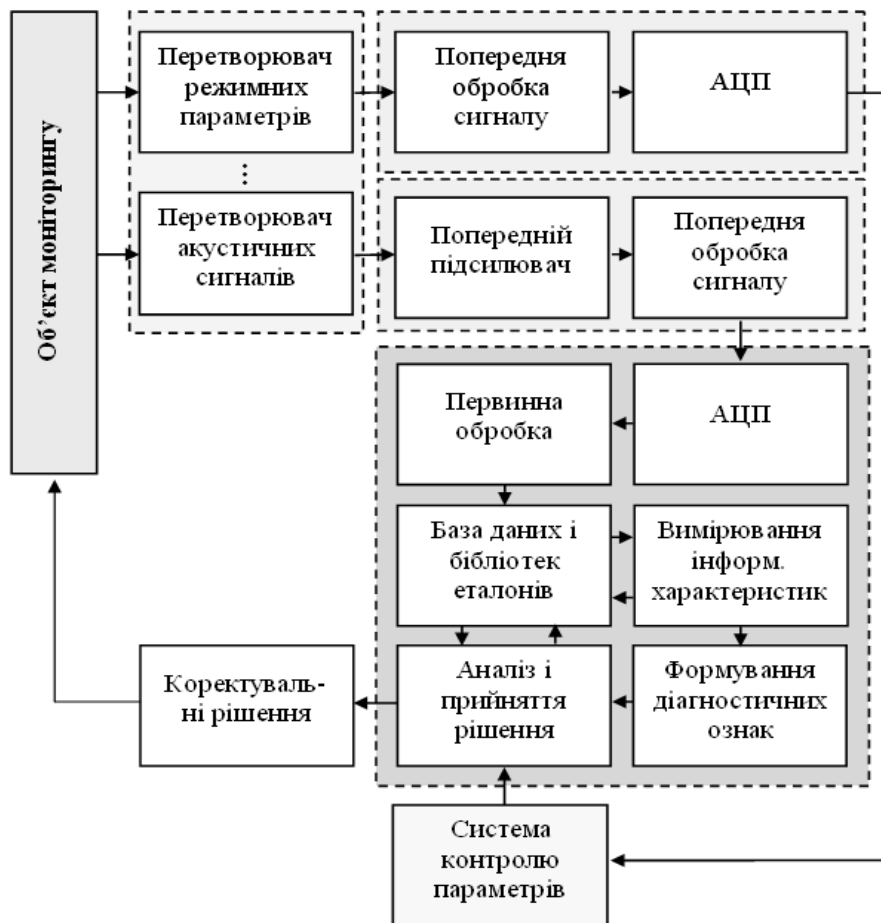 Об’єкт моніторингу
Перетворювач
режимних
параметрів
Попередня
обробка
сигналу
АЦП
...
Перетворювач
акустичних
сигналів
Попередній
підсилювач
Попередня
обробка
сигналу
Первинна
обробка
АЦП
База даних і
бібліотек
еталонів
Вимірювання
інформ.
характеристик
Коректуваль-
ні рішення
Аналіз і
прийняття
рішення
Формування
діагностичних
ознак
Система
контролю
параметрів